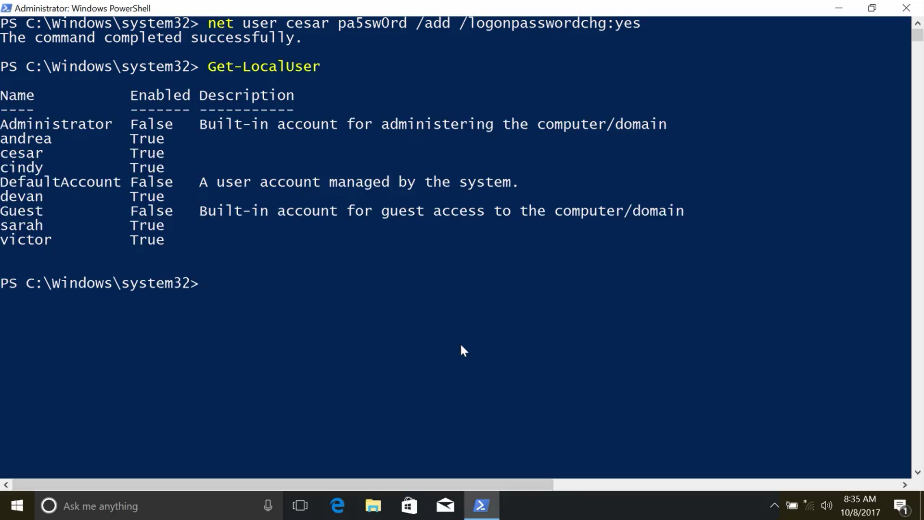 Administrator: Windows PowerShell
PS C:\Windows\system32> net user cesar pa5sw0rd /add /logonpasswordchg:yes
The command completed successfully.
PS C:\Windows\system32> Get-LocalUser
Name Enabled Description
---- ------- -----------
Administrator False Built-in account for administering the computer/domain
andrea True
cesar True
cindy True
DefaultAccount False A user account managed by the system.
devan True
Guest False Built-in account for guest access to the computer/domain
sarah True
victor True
PS C:\Windows\system32>
Ask me anything
8:35 AM
10/8/2017
1